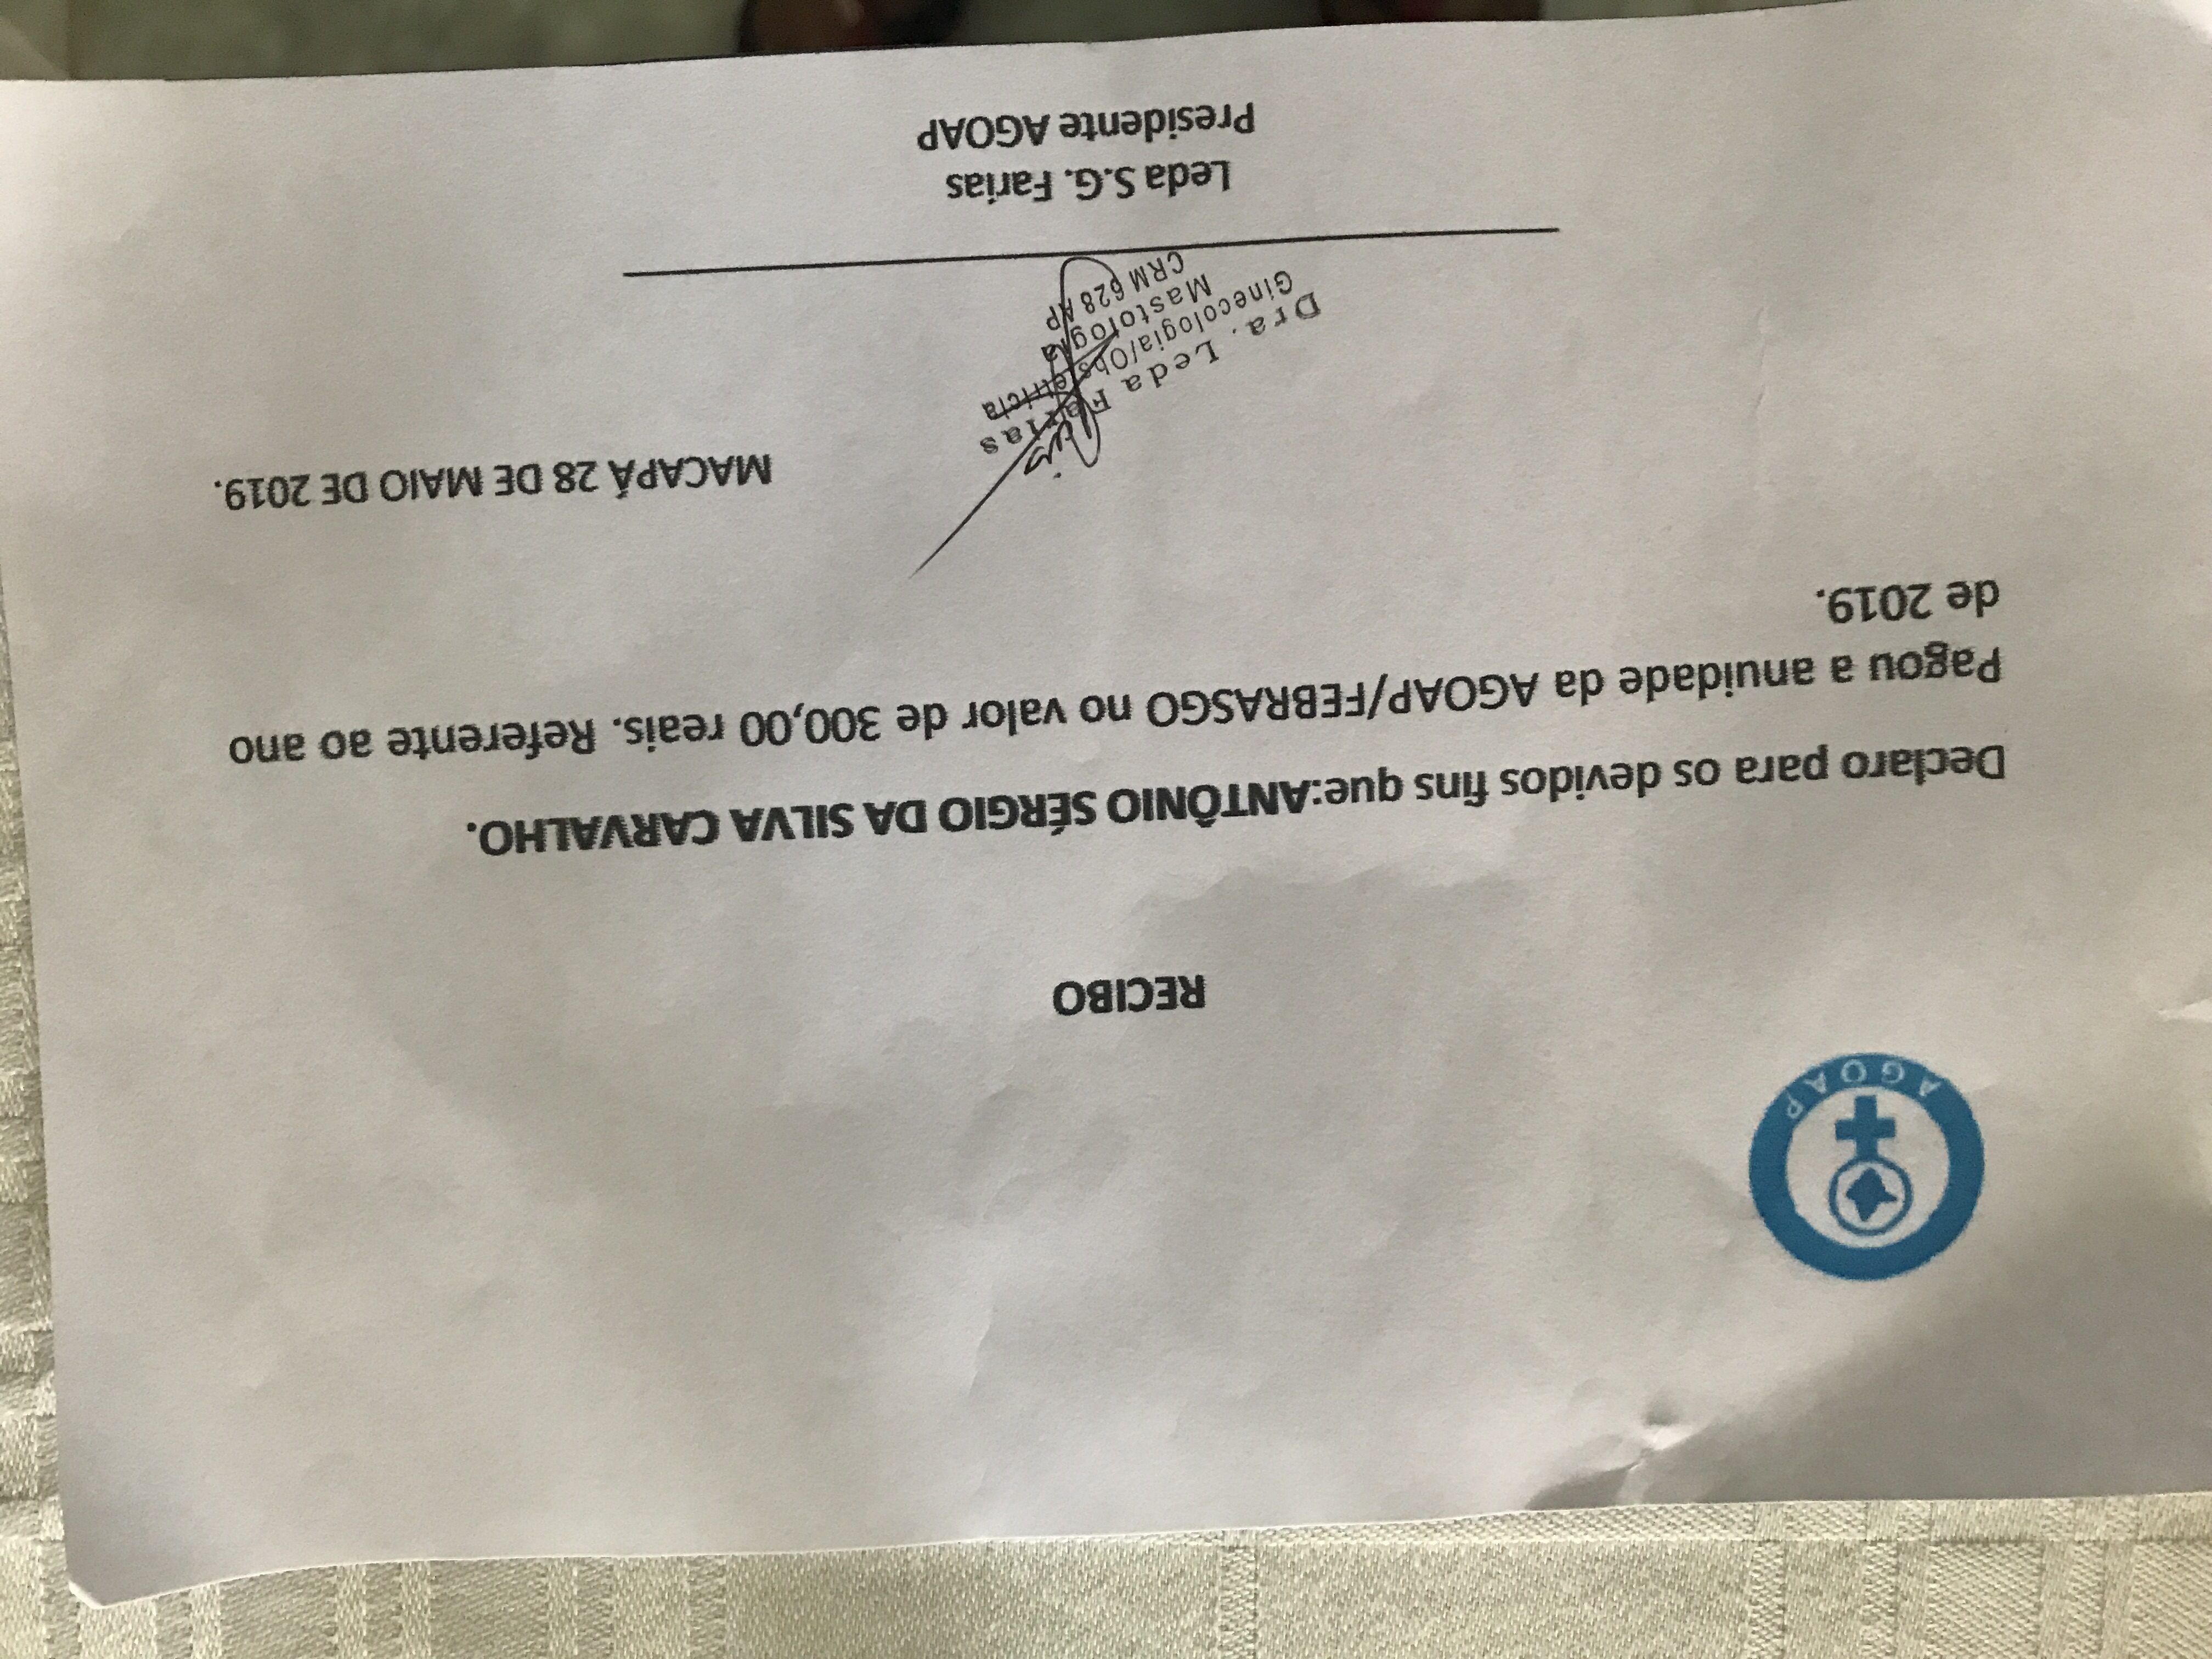 AGOAP
RECIBO
Declaro para os devidos fins que:ANTÔNIO SÉRGIO DA SILVA CARVALHO.
Pagou a anuidade da AGOAP/FEBRASGO no valor de 300,00 reais. Referente ao ano
de 2019.
MACAPÁ 28 DE MAIO DE 2019.
Dra. Leda Farias
Ginecologia/Obstetrícia
Mastologia
CRM 628 AP
Leda S.G. Farias
Presidente AGOAP